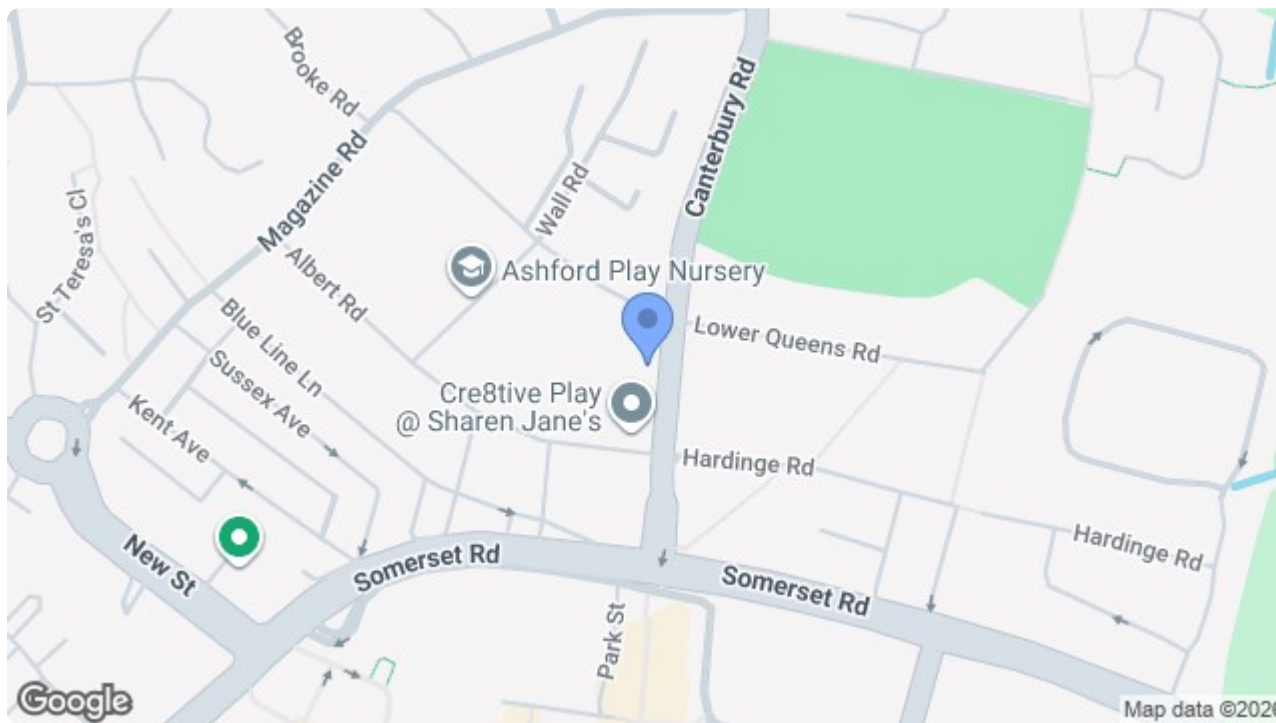 Brooke Rd
Canterbury Rd
Magazine Rd
Wall Rd
St Teresa's Cl
Albert Rd
Ashford Play Nursery
Blue Line Ln
Lower Queens Rd
Sussex Ave
Cre8tive Play
@ Sharen Jane's
Kent Ave
Hardinge Rd
Hardinge Rd
New St
Somerset Rd
Somerset Rd
Park St
Google
Map data ©2026